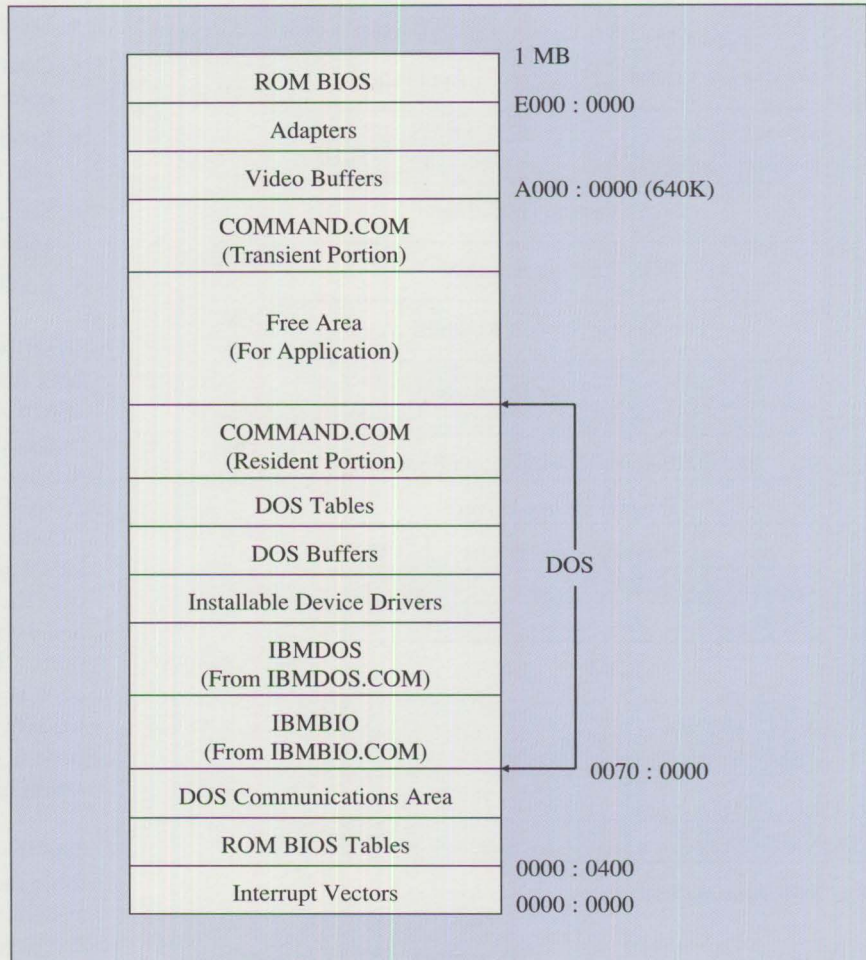 1 MB
ROM BIOS
E000 : 0000
Adapters
Video Buffers
A000 : 0000 (640K)
COMMAND.COM
(Transient Portion)
Free Area
(For Application)
COMMAND.COM
(Resident Portion)
DOS Tables
DOS Buffers
DOS
Installable Device Drivers
IBMDOS
(From IBMDOS.COM)
IBMBIO
(From IBMBIO.COM)
0070 : 0000
DOS Communications Area
ROM BIOS Tables
0000 : 0400
Interrupt Vectors
0000 : 0000